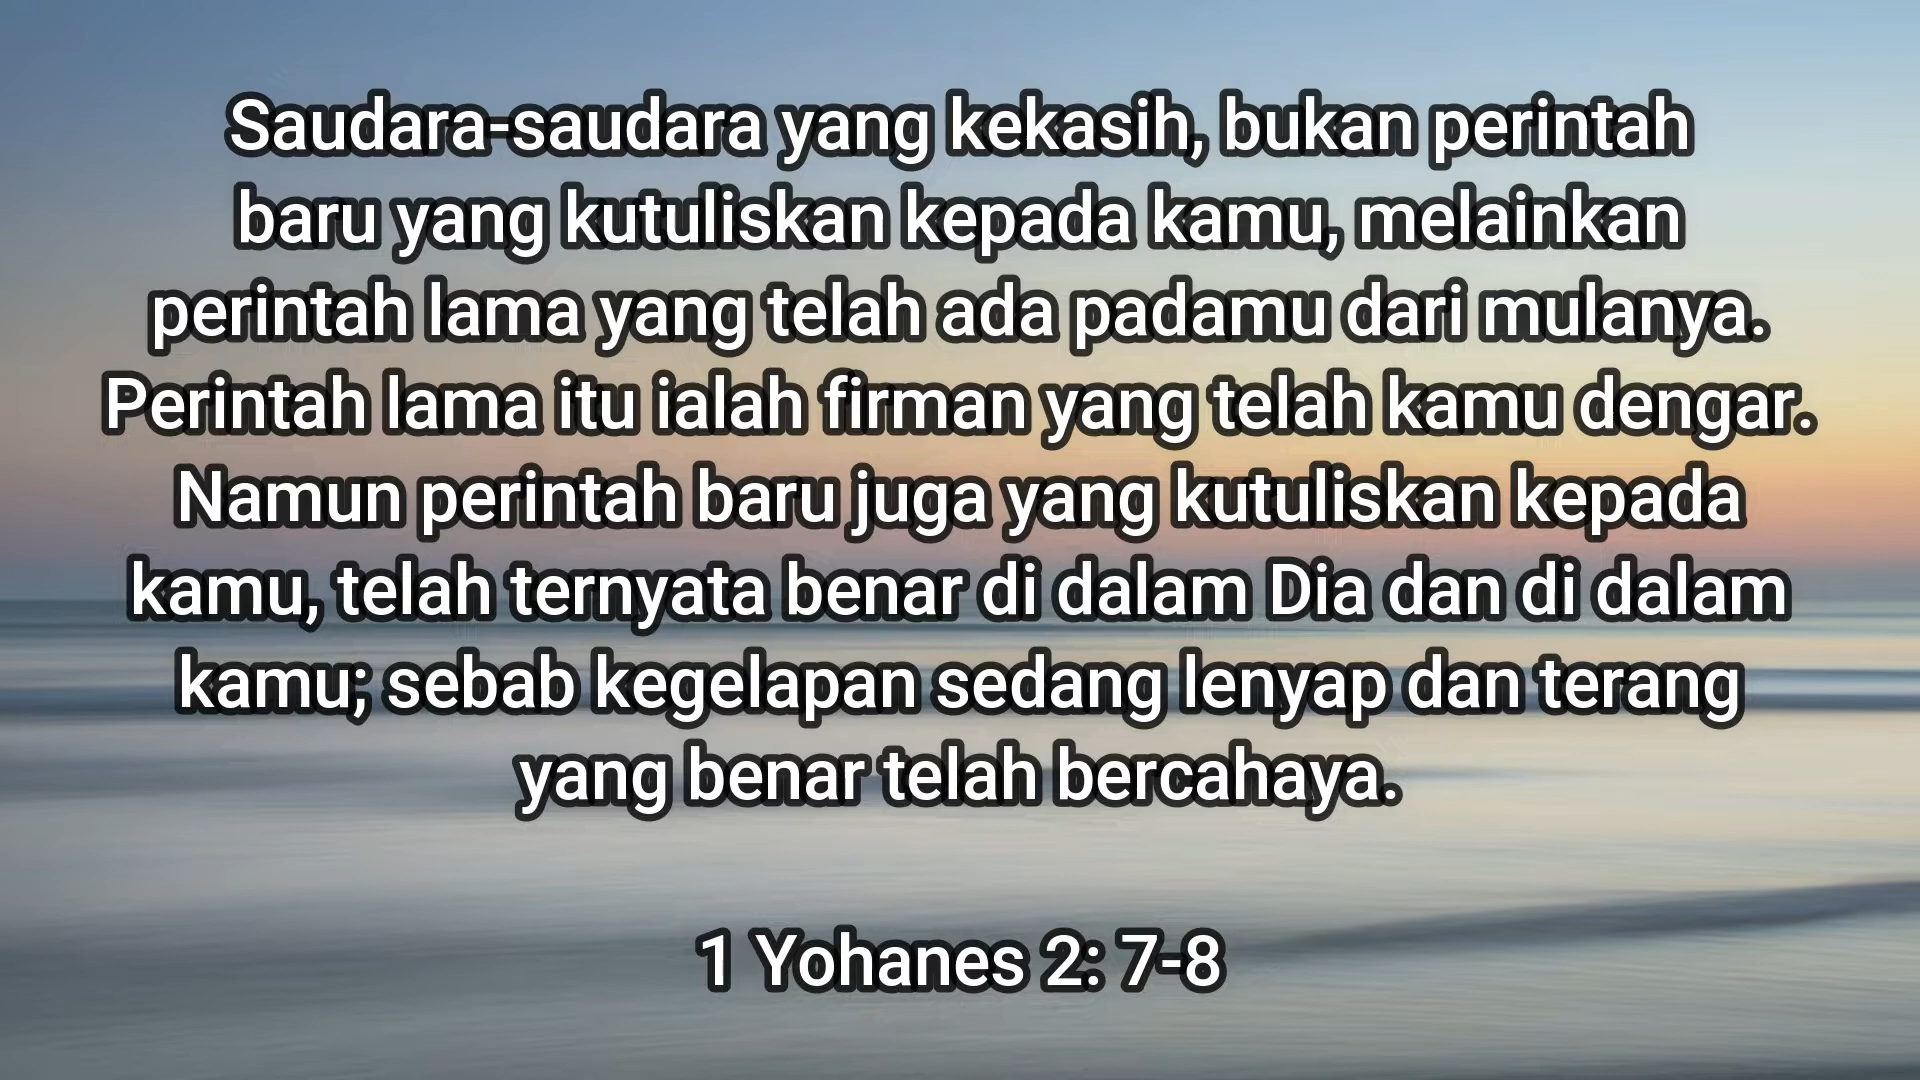 Saudara-saudara yang kekasih, bukan perintah
baru yang kutuliskan kepada kamu, melainkan
perintah lama yang telah ada padamu dari mulanya.
Perintah lama itu ialah firman yang telah kamu dengar.
Namun perintah baru juga yang kutuliskan kepada
kamu, telah ternyata benar di dalam Dia dan di dalam
kamu; sebab kegelapan sedang lenyap dan terang
yang benar telah bercahaya.
1 Yohanes 2: 7-8